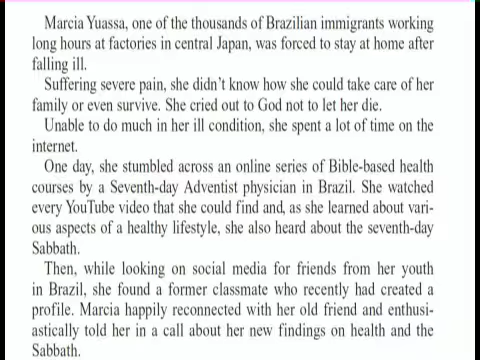 Marcia Yuassa, one of the thousands of Brazilian immigrants working
long hours at factories in central Japan, was forced to stay at home after
falling ill.
Suffering severe pain, she didn't know how she could take care of her
family or even survive. She cried out to God not to let her die.
Unable to do much in her ill condition, she spent a lot of time on the
internet.
One day, she stumbled across an online series of Bible-based health
courses by a Seventh-day Adventist physician in Brazil. She watched
every YouTube video that she could find and, as she learned about vari-
ous aspects of a healthy lifestyle, she also heard about the seventh-day
Sabbath.
Then, while looking on social media for friends from her youth
in Brazil, she found a former classmate who recently had created a
profile. Marcia happily reconnected with her old friend and enthusi-
astically told her in a call about her new findings on health and the
Sabbath.